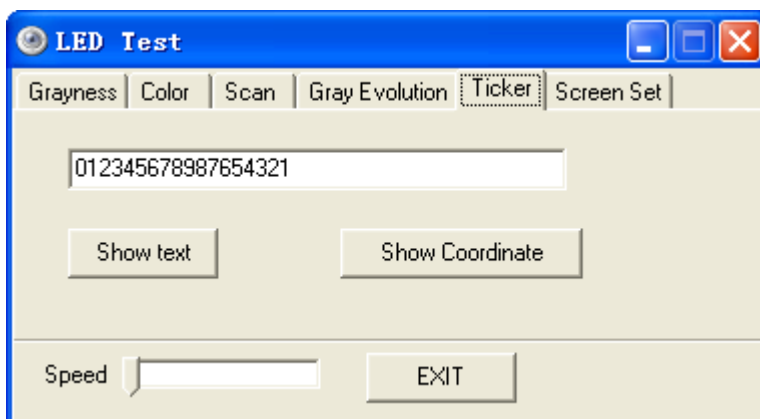 LED Test
Grayness Color Scan Gray Evolution Ticker Screen Set
012345678987654321
Show text Show Coordinate
Speed EXIT